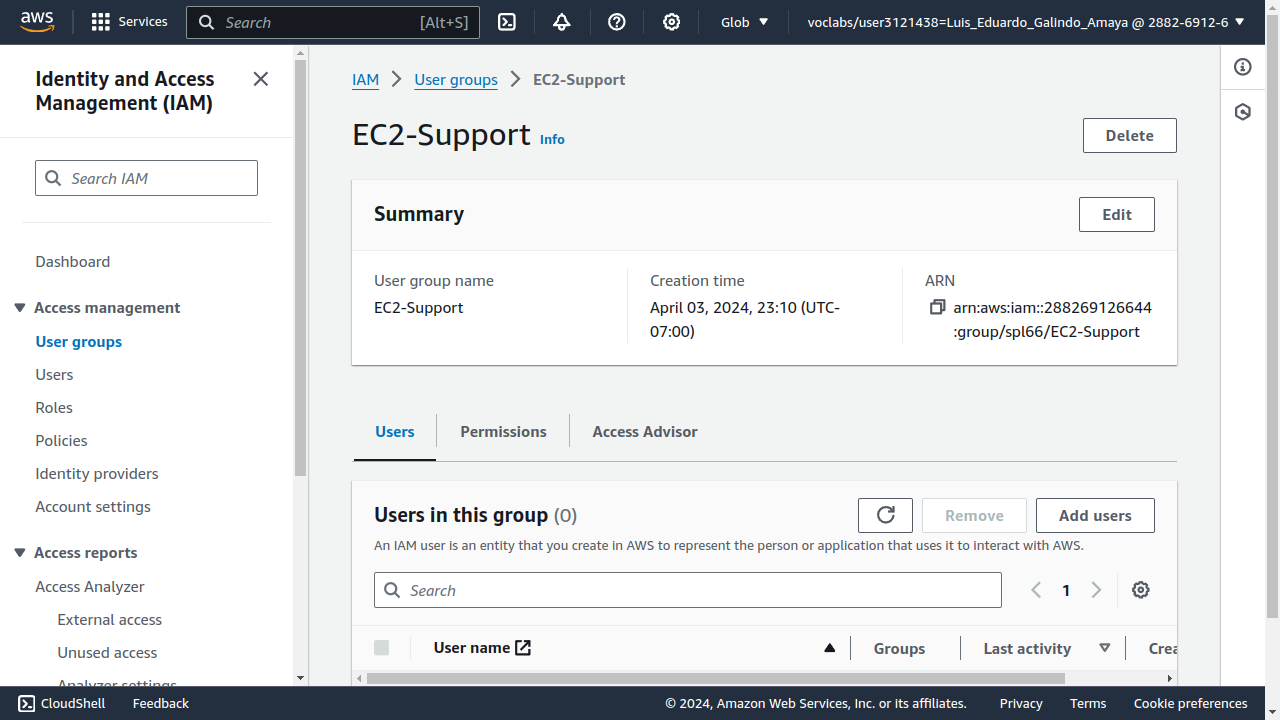 aws
Services
Search
[Alt+S]
Glob
voclabs/user3121438=Luis_Eduardo_Galindo_Amaya @ 2882-6912-6
Identity and Access
Management (IAM)
Search IAM
Dashboard
Access management
User groups
Users
Roles
Policies
Identity providers
Account settings
Access reports
Access Analyzer
External access
Unused access
Analyzer settings
IAM
User groups
EC2-Support
EC2-Support Info
Delete
Summary
Edit
User group name
EC2-Support
Creation time
April 03, 2024, 23:10 (UTC-
07:00)
ARN
arn:aws:iam::288269126644
:group/spl66/EC2-Support
Users
Permissions
Access Advisor
Users in this group (0)
Remove
Add users
An IAM user is an entity that you create in AWS to represent the person or application that uses it to interact with AWS.
Search
1
User name
Groups
Last activity
Crea
CloudShell
Feedback
© 2024, Amazon Web Services, Inc. or its affiliates.
Privacy
Terms
Cookie preferences